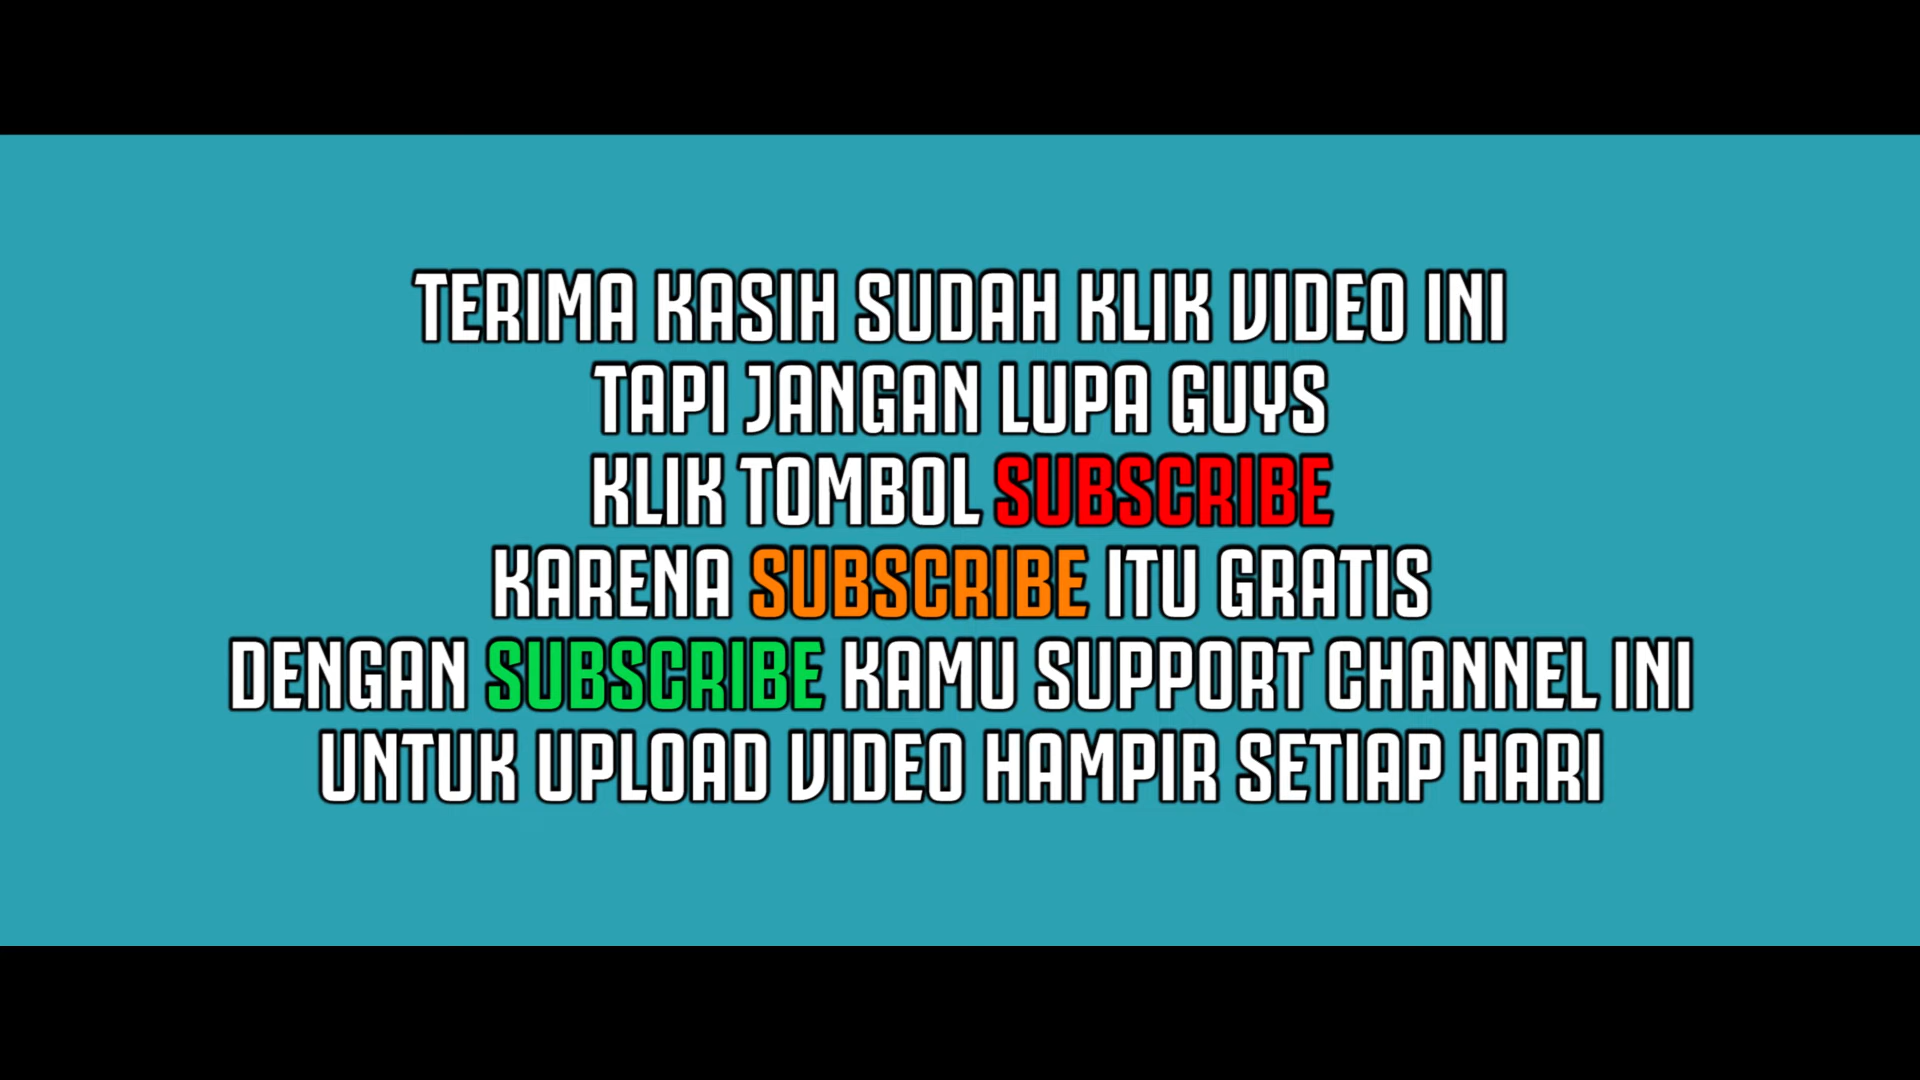 TERIMA KASIH SUDAH KLIK VIDEO INI
TAPI JANGAN LUPA GUYS
KLIK TOMBOL SUBSCRIBE
KARENA SUBSCRIBE ITU GRATIS
DENGAN SUBSCRIBE KAMU SUPPORT CHANNEL INI
UNTUK UPLOAD VIDEO HAMPIR SETIAP HARI